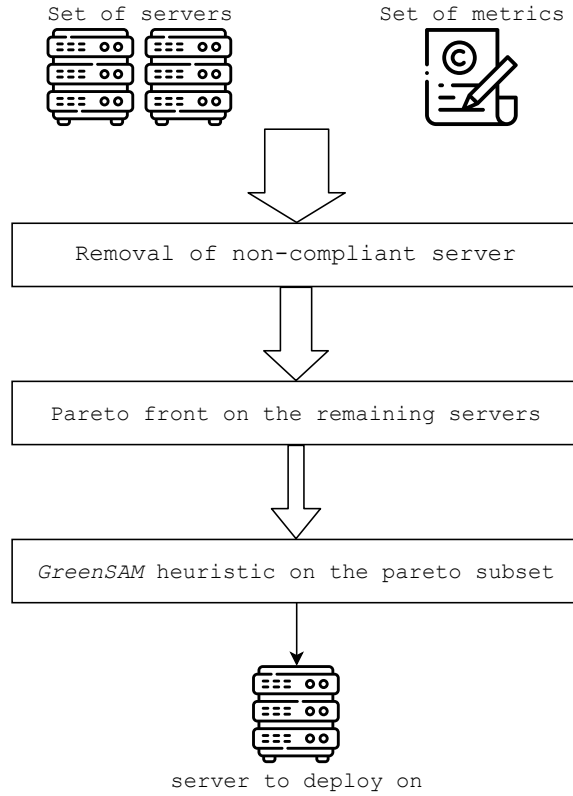 Set of servers
Set of metrics
C
Removal of non-compliant server
Pareto front on the remaining servers
GreenSAM heuristic on the pareto subset
server to deploy on